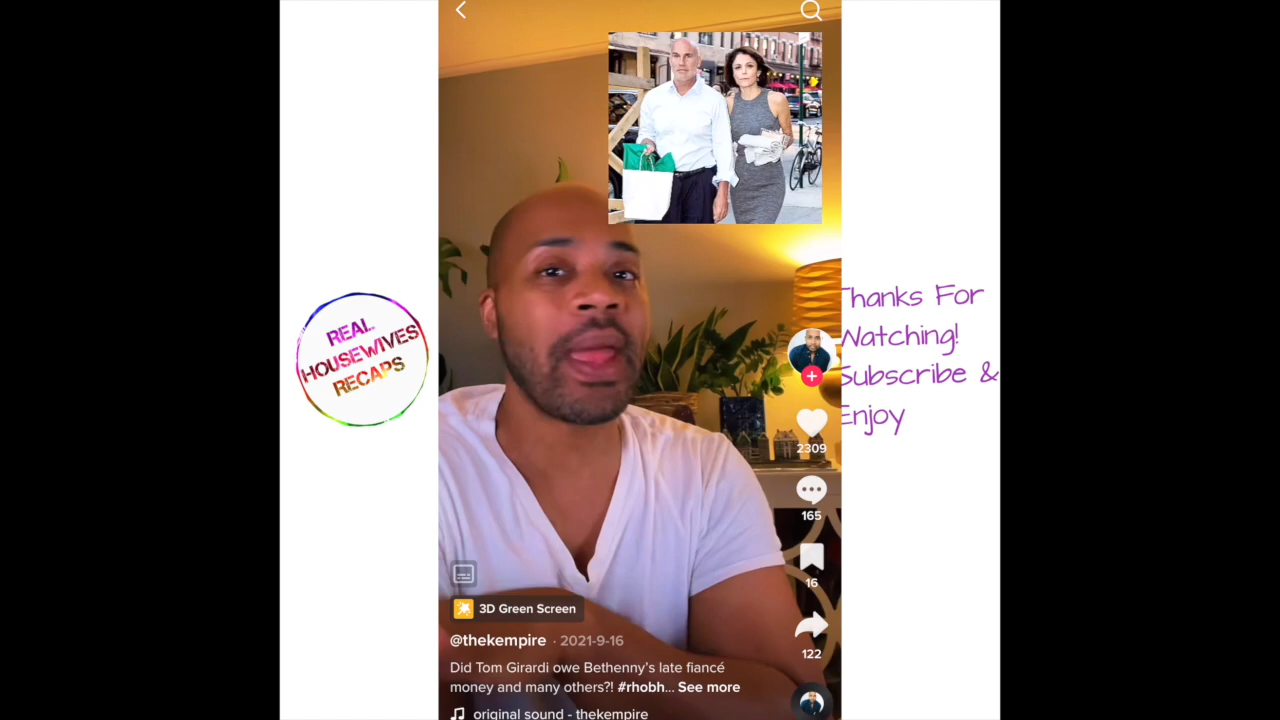 REAL
HOUSEWIVES
RECAPS
Thanks For
Watching!
Subscribe &
Enjoy
2309
165
16
122
3D Green Screen
@thekempire · 2021-9-16
Did Tom Girardi owe Bethenny's late fiancé
money and many others?! #rhobh... See more
original sound - thekempire